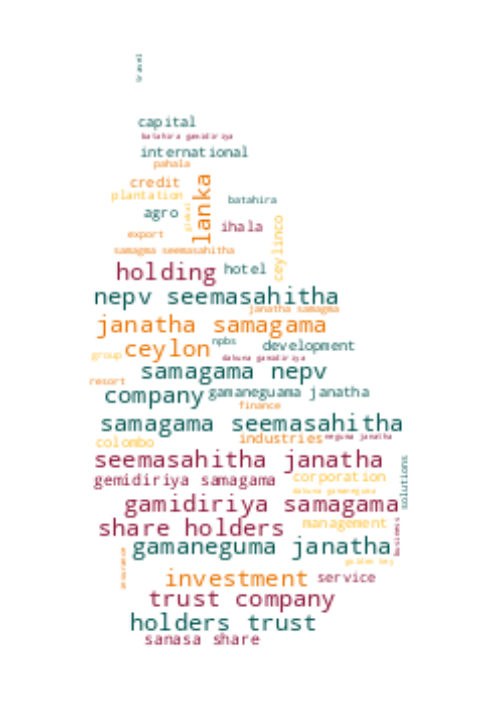 travel
capital
batahira gamidiriya
international
pahala
credit
plantation
lanka
batahira
agro
global
ihala
export
ceylinco
samagma seemasahitha
holding hotel
nepv seemasahitha
janatha samagma
janatha samagama
npbs
ceylon development
group
dakuna gamidiriya
samagama nepv
resort
company gamaneguama janatha
finance
samagama seemasahitha
colombo industries neguma janatha
seemasahitha janatha
gemidiriya samagama corporation
solutions
dakuna gamaneguma
gamidiriya samagama
share holders management
business
gamaneguma janatha
golden key
insurance
investment service
trust company
holders trust
sanasa share